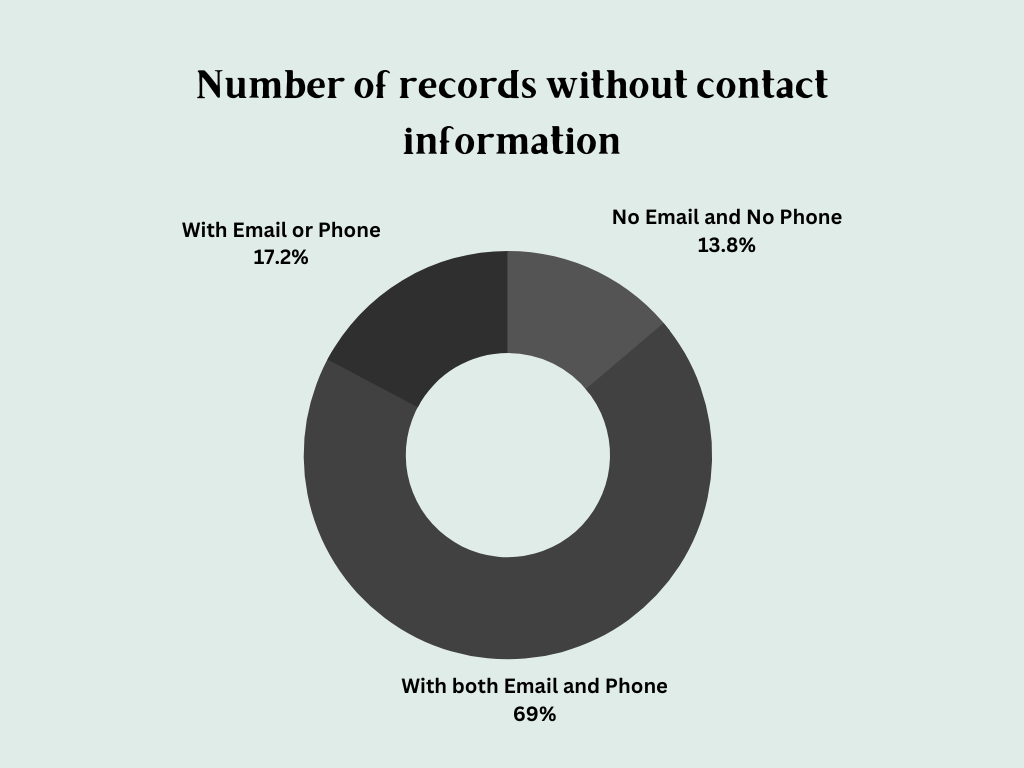 Number of records without contact
information
With Email or Phone
17.2%
No Email and No Phone
13.8%
With both Email and Phone
69%